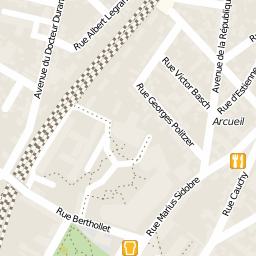 Avenue du Docteur Durand
Rue Albert Legrand
Avenue de la République
Rue Victor Basch
Rue Georges Politzer
Rue d'Estienne
Arcueil
Rue Marius Sidobre
Rue Cauchy
Rue Berthollet